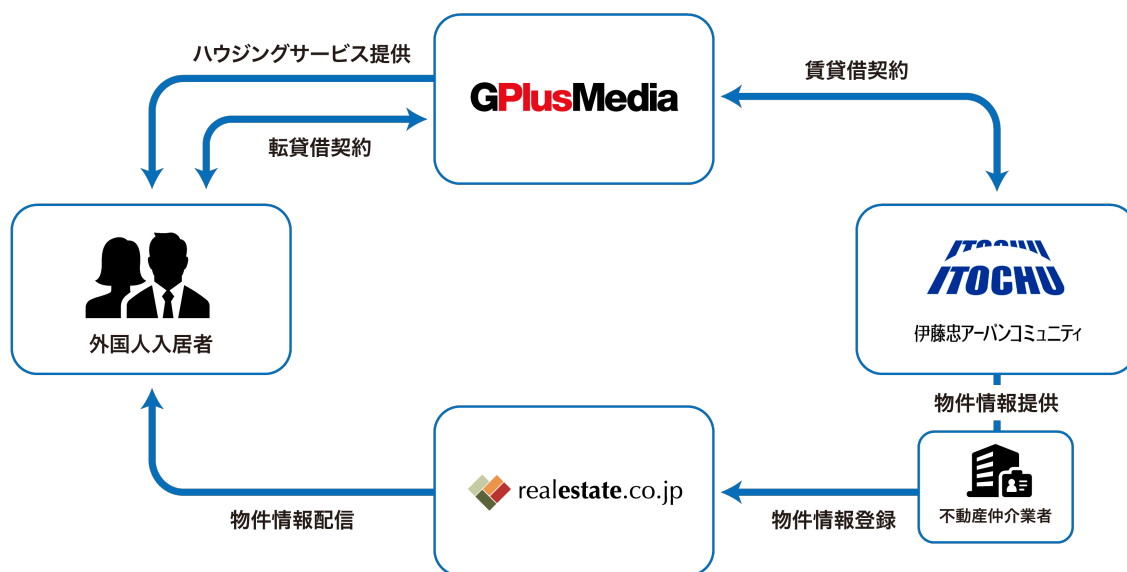 ハウジングサービス提供
GPlusMedia
賃貸借契約
転貸借契約
外国人入居者
ITOCHU
ITOCHU
伊藤忠アーバンコミュニティ
物件情報提供
realestate.co.jp
不動産仲介業者
物件情報配信
物件情報登録